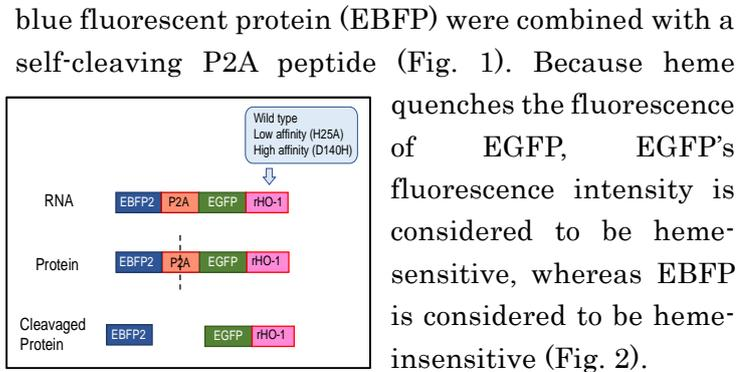 blue fluorescent protein (EBFP) were combined with a
self-cleaving P2A peptide (Fig. 1). Because heme
quenches the fluorescence
of EGFP, EGFP's
fluorescence intensity is
considered to be heme-
sensitive, whereas EBFP
is considered to be heme-
insensitive (Fig. 2).
Wild type
Low affinity (H25A)
High affinity (D140H)
RNA
EBFP2 P2A EGFP rHO-1
Protein
EBFP2 P2A EGFP rHO-1
Cleavaged
Protein
EBFP2 EGFP rHO-1